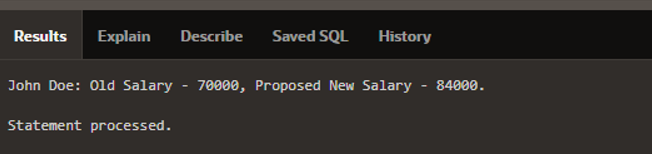 Results Explain Describe Saved SQL History
John Doe: Old Salary - 70000, Proposed New Salary - 84000.
Statement processed.